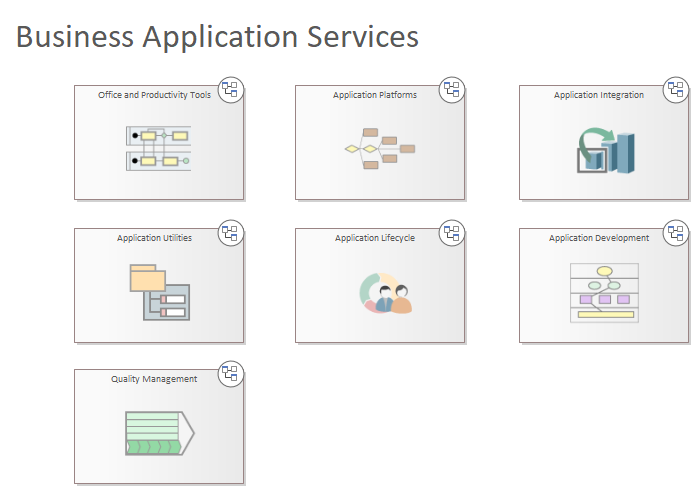 Business Application Services
Office and Productivity Tools
Application Platforms
Application Integration
Application Utilities
Application Lifecycle
Application Development
Quality Management